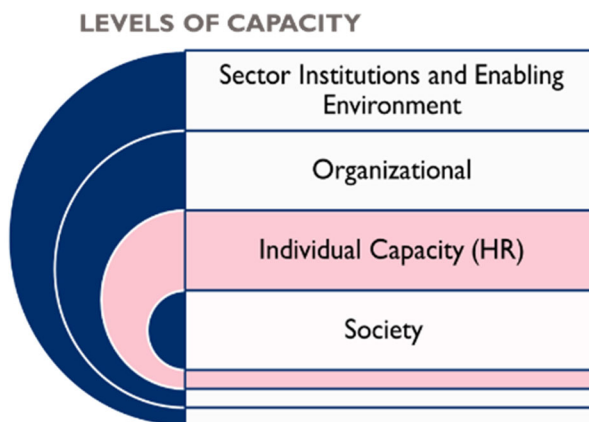 LEVELS OF CAPACITY
Sector Institutions and Enabling
Environment
Organizational
Individual Capacity (HR)
Society